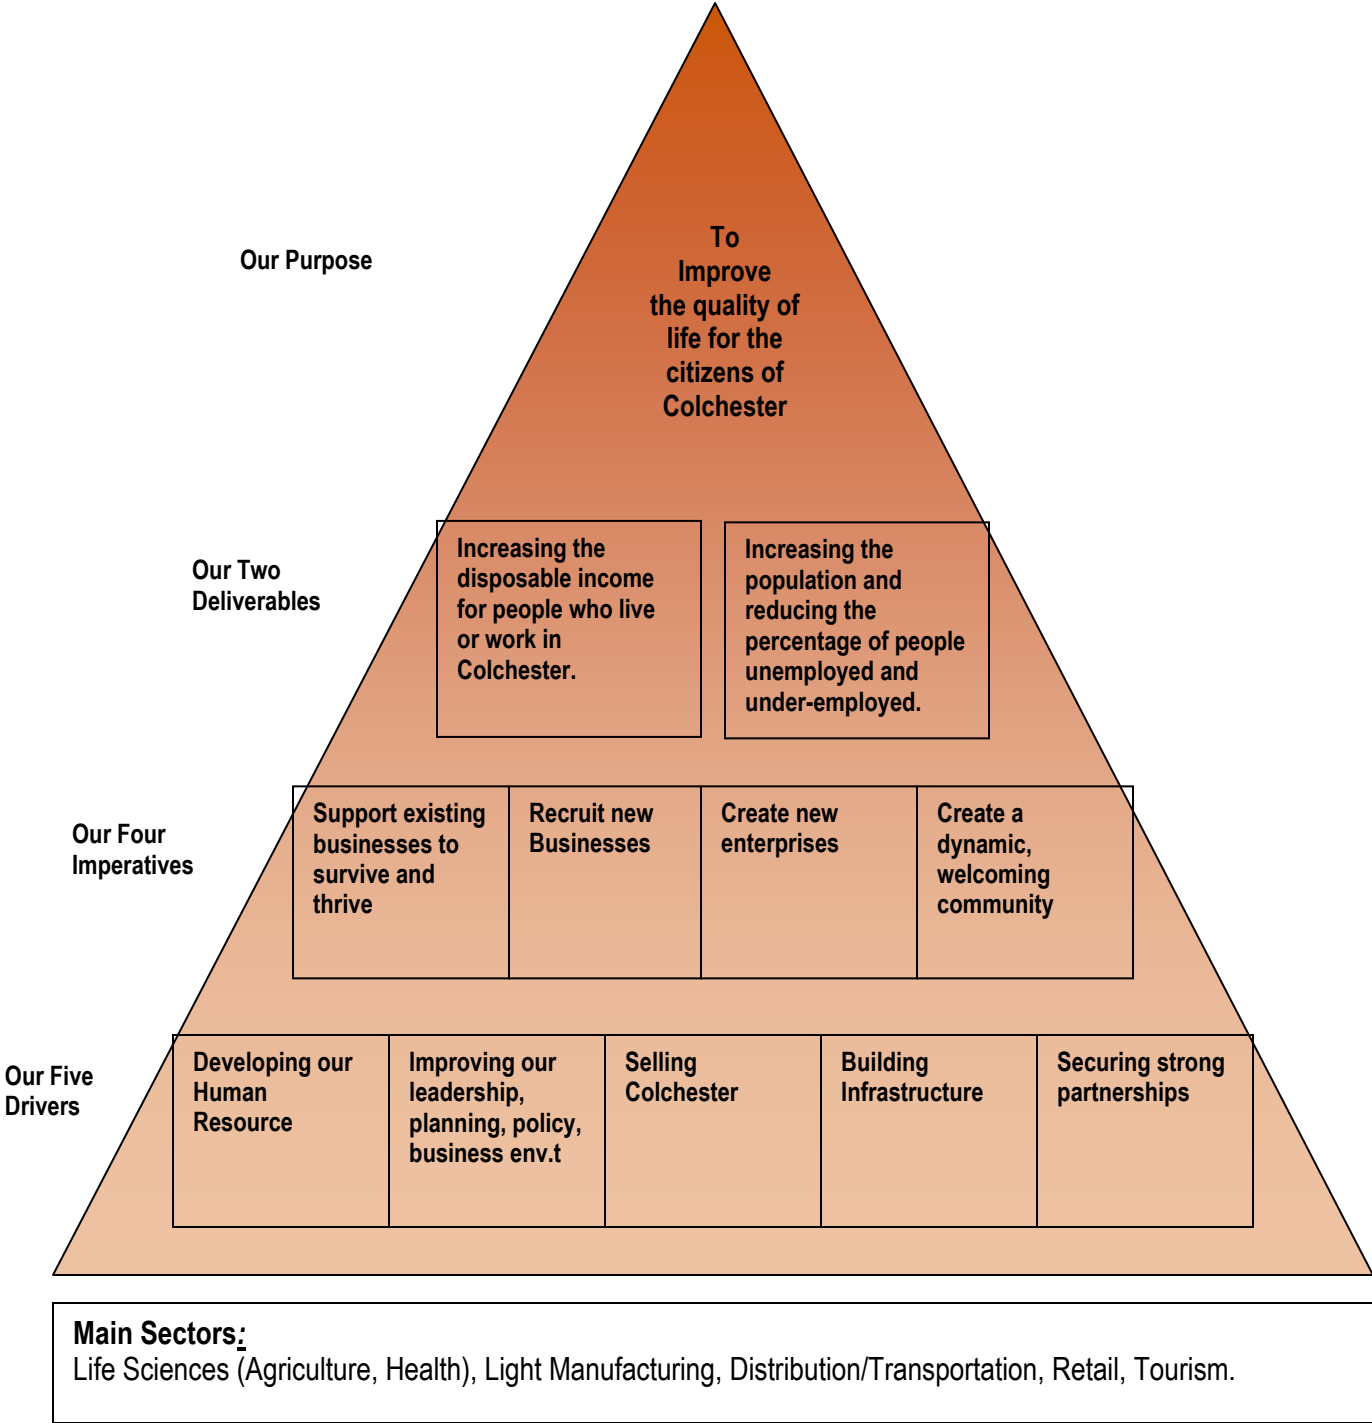 Our Purpose
To
Improve
the quality of
life for the
citizens of
Colchester
Our Two
Deliverables
Increasing the
disposable income
for people who live
or work in
Colchester.
Increasing the
population and
reducing the
percentage of people
unemployed and
under-employed.
Our Four
Imperatives
Support existing
businesses to
survive and
thrive
Recruit new
Businesses
Create new
enterprises
Create a
dynamic,
welcoming
community
Our Five
Drivers
Developing our
Human
Resource
Improving our
leadership,
planning, policy,
business env.t
Selling
Colchester
Building
Infrastructure
Securing strong
partnerships
Main Sectors:
Life Sciences (Agriculture, Health), Light Manufacturing, Distribution/Transportation, Retail, Tourism.